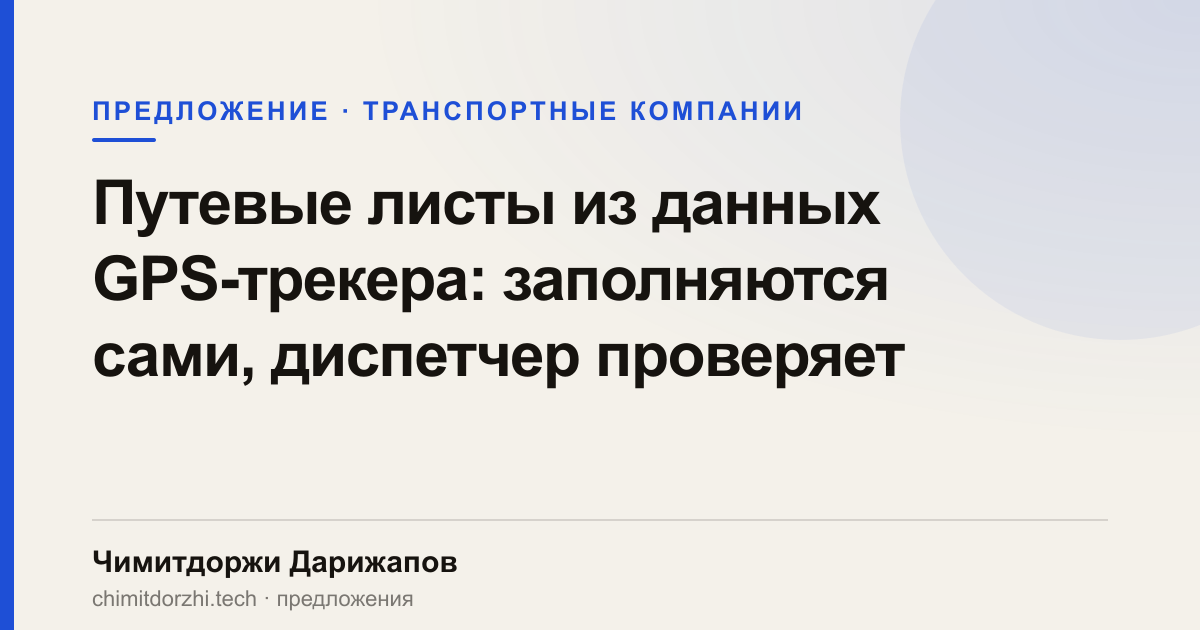 ПРЕДЛОЖЕНИЕ · ТРАНСПОРТНЫЕ КОМПАНИИ
Путевые листы из данных
GPS-трекера: заполняются
сами, диспетчер проверяет
Чимитдоржи Дарижапов
chimitdorzhi.tech · предложения